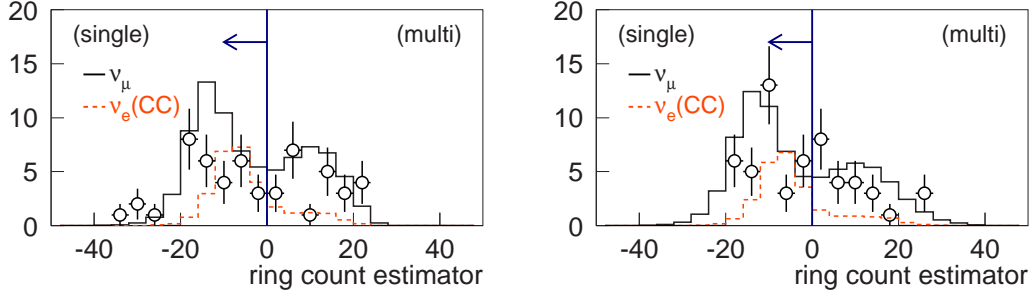 20
15
10
5
0
(single)
(multi)
ν_μ
ν_e(CC)
-40 -20 0 20 40
ring count estimator
20
15
10
5
0
(single)
(multi)
ν_μ
ν_e(CC)
-40 -20 0 20 40
ring count estimator